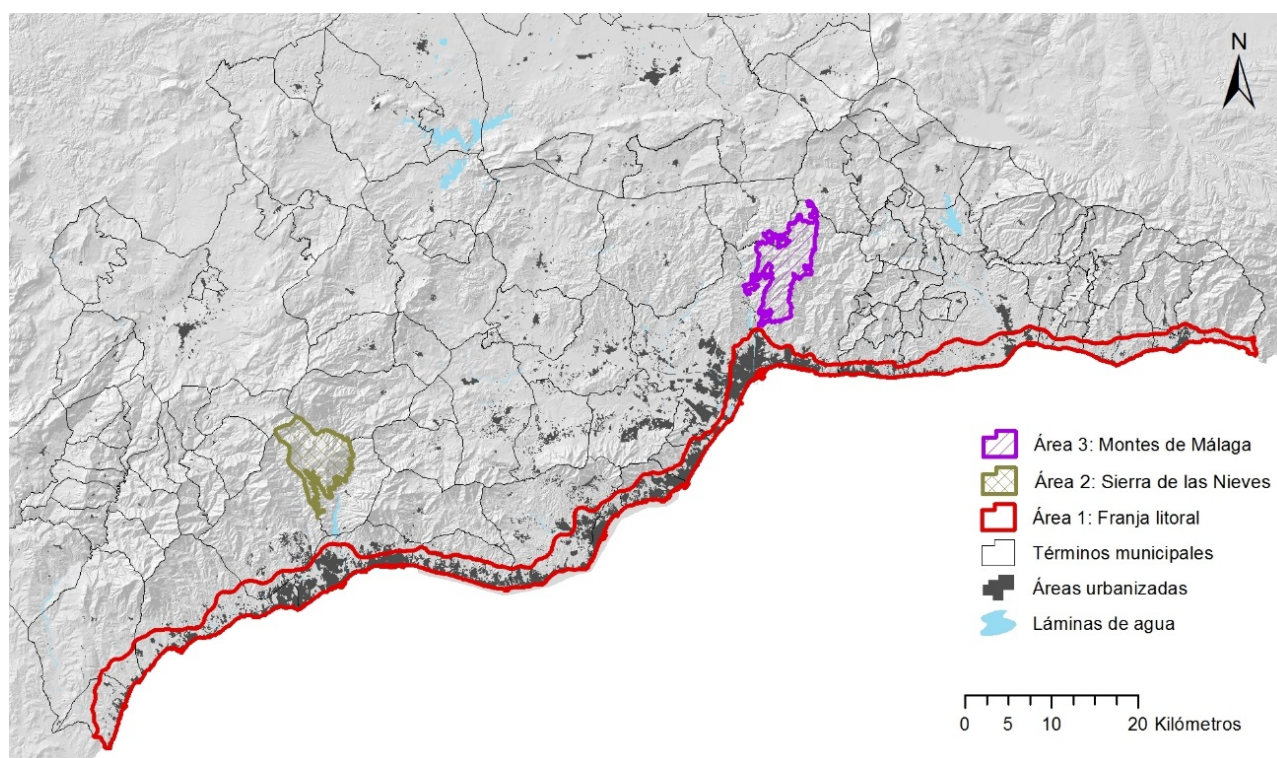 N
Área 3: Montes de Málaga
Área 2: Sierra de las Nieves
Área 1: Franja litoral
Términos municipales
Áreas urbanizadas
Láminas de agua
0 5 10 20 Kilómetros